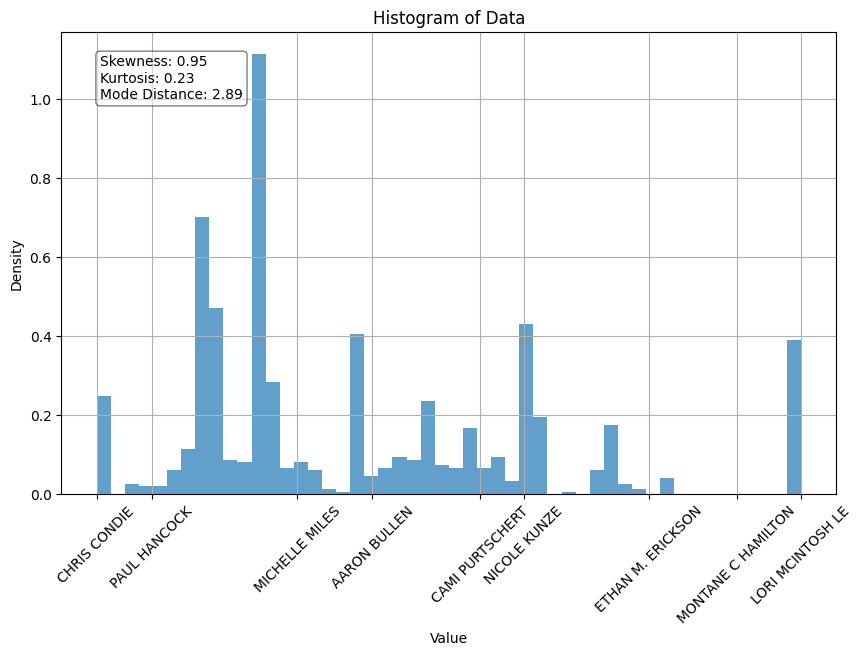 Histogram of Data
Skewness: 0.95
Kurtosis: 0.23
Mode Distance: 2.89
1.0
0.8
0.6
0.4
0.2
0.0
Density
CHRIS CONDIE
PAUL HANCOCK
MICHELLE MILES
AARON BULLEN
CAMI PURTSCHERT
NICOLE KUNZE
ETHAN M. ERICKSON
MONTANE C HAMILTON
LORI MCINTOSH LE
Value